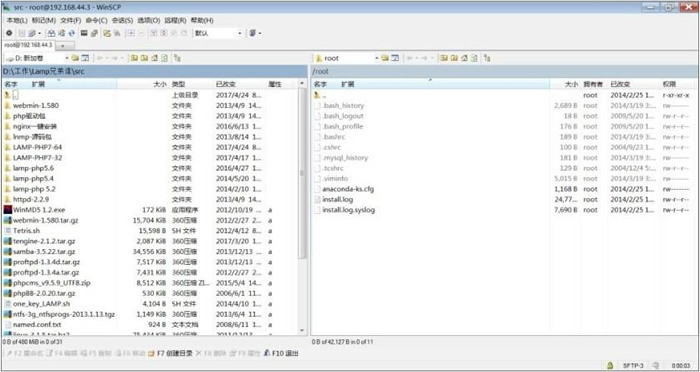 src - root@192.168.44.3 - WinSCP
本地(L) 标记(M) 文件(F) 命令(C) 会话(S) 选项(O) 远程(R) 帮助(H)
默认
root@192.168.44.3
D: 新加卷
root
D:\工作\Lamp兄弟连\src
/root
名字 扩展 大小 类型 已改变 属性
名字 扩展 大小 拥有者 已改变 权限
.. 上级目录 2017/4/24 8...
webmin-1.580 文件夹 2013/4/9 14...
php驱动包 文件夹 2013/4/9 14...
nginx一键安装 文件夹 2016/6/13 1...
lnmp-源码包 文件夹 2013/8/14 1...
LAMP-PHP7-64 文件夹 2017/4/24 8...
LAMP-PHP7-32 文件夹 2017/4/17 1...
lamp-php5.6 文件夹 2016/4/27 1...
lamp-php5.4 文件夹 2014/5/20 1...
lamp-php 5.2 文件夹 2014/2/10 1...
httpd-2.2.9 文件夹 2013/4/9 14...
WinMD5 1.2.exe 172 KiB 应用程序 2012/10/19 ... a
webmin-1.580.tar.gz 15,704 KiB 360压缩 2012/2/27 2... a
Tetris.sh 15,598 B SH 文件 2012/4/12 8... a
tengine-2.1.2.tar.gz 2,087 KiB 360压缩 2017/3/20 1... a
samba-3.5.22.tar.gz 34,556 KiB 360压缩 2013/12/13 ... a
proftpd-1.3.4d.tar.gz 7,517 KiB 360压缩 2013/12/13 ... a
proftpd-1.3.4a.tar.gz 7,431 KiB 360压缩 2012/2/27 2... a
phpcms_v9.5.9_UTF8.zip 8,512 KiB 360压缩 ZI... 2015/5/4 14... a
php88-2.0.20.tar.gz 530 KiB 360压缩 2006/6/1 11... a
one_key_LAMP.sh 4,104 B SH 文件 2014/4/10 1... a
ntfs-3g_ntfsprogs-2013.1.13.tgz 1,149 KiB 360压缩 2013/6/4 2... a
named.conf.txt 924 B 文本文档 2008/6/11 ... a
.. root 2014/2/25 1... r-xr-xr-x
.bash_history 2,689 B root 2014/3/19 3:... rw-------
.bash_logout 18 B root 2009/5/20 1... rw-r--r--
.bash_profile 176 B root 2009/5/20 1... rw-r--r--
.bashrc 189 B root 2014/3/19 3:... rw-r--r--
.cshrc 100 B root 2004/9/23 1... rw-r--r--
.mysql_history 181 B root 2014/3/19 1... rw-------
.tcshrc 129 B root 2004/12/3 5... rw-r--r--
.viminfo 5,015 B root 2014/3/19 3:... rw-------
anaconda-ks.cfg 1,168 B root 2014/2/25 1... rw-------
install.log 24,77... root 2014/2/25 1... rw-r--r--
install.log.syslog 7,690 B root 2014/2/25 1... rw-r--r--
0 B of 480 MiB in 0 of 31
0 B of 42,127 B in 0 of 11
F2 重命名 F4 编辑 F5 复制 F6 移动 F7 创建目录 F8 删除 F9 属性 F10 退出
SFTP-3
0:00:03